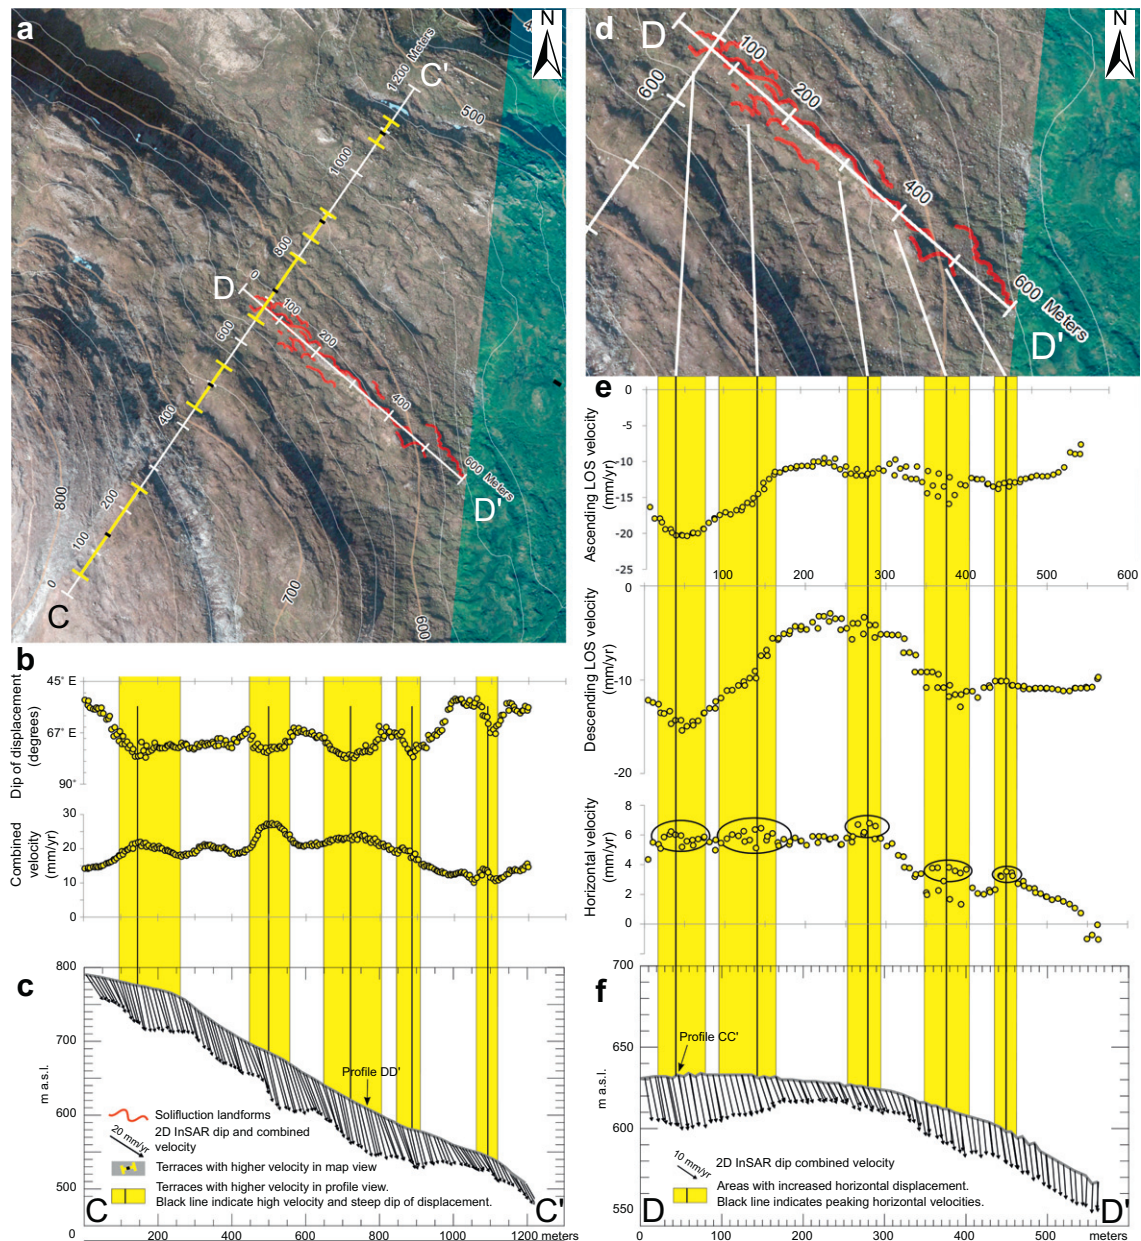 a
N
1 200 Meters
C'
500
1 000
800
D
0
100
600
200
400
400
800
200
600 Meters
D'
100
700
0
C
600
d
N
D
100
600
200
400
600 Meters
D'
b
45° E
67° E
90°
Dip of displacement
(degrees)
30
20
10
0
Combined
velocity
(mm/yr)
e
0
-5
-10
-15
-20
-25
Ascending LOS velocity
(mm/yr)
100
200
300
400
500
600
0
-10
-20
Descending LOS velocity
(mm/yr)
8
6
4
2
0
Horizontal velocity
(mm/yr)
c
800
700
600
500
0
m a.s.l.
Profile DD'
Solifluction landforms
20 mm/yr
2D InSAR dip and combined
velocity
Terraces with higher velocity in map view
Terraces with higher velocity in profile view.
Black line indicate high velocity and steep dip of displacement.
C
C'
200
400
600
800
1000
1200 meters
f
700
650
600
550
m a.s.l.
Profile CC'
10 mm/yr
2D InSAR dip combined velocity
Areas with increased horizontal displacement.
Black line indicates peaking horizontal velocities.
D
D'
0
100
200
300
400
500
meters